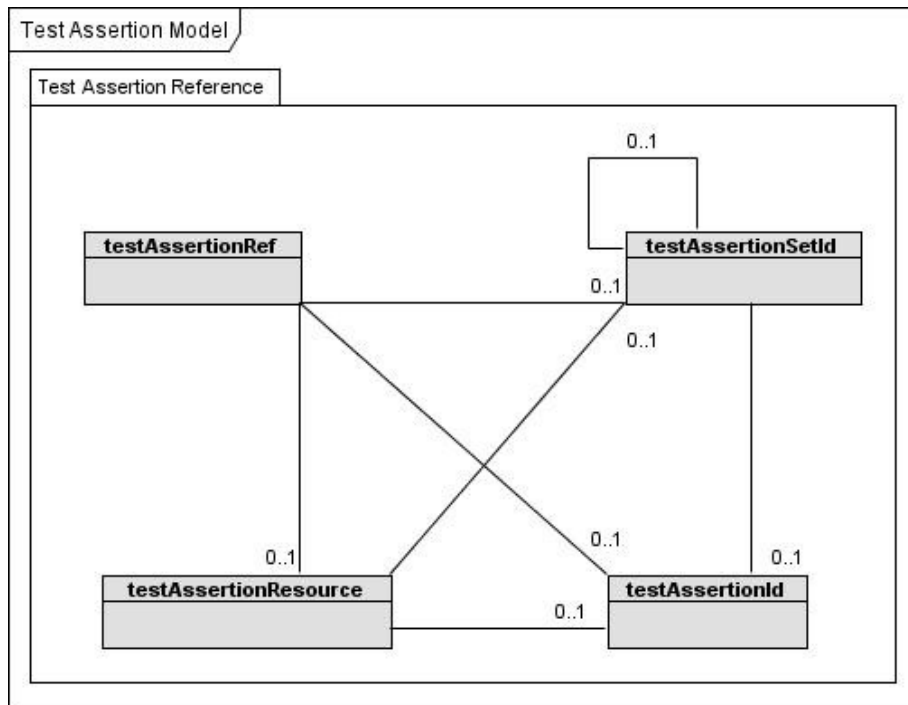 Test Assertion Model
Test Assertion Reference
0..1
testAssertionRef
testAssertionSetId
0..1
0..1
0..1
0..1
0..1
testAssertionResource
testAssertionId
0..1